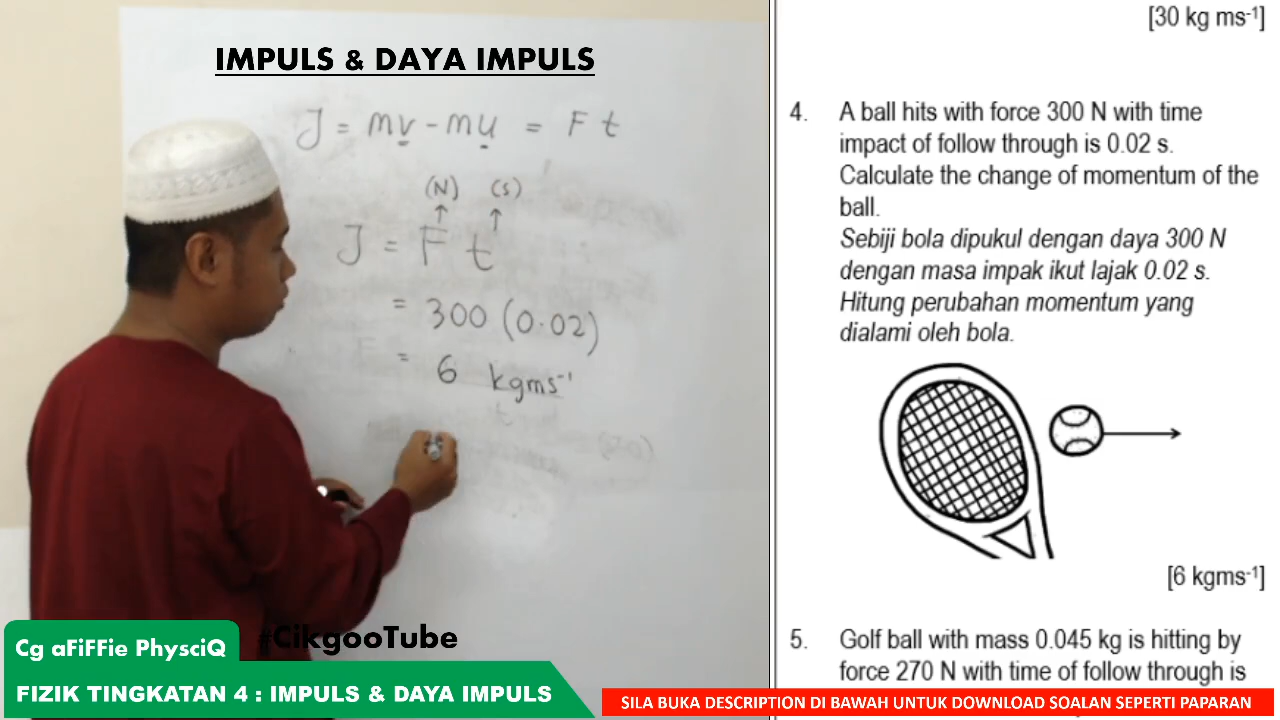 IMPULS & DAYA IMPULS
J = mv - mu = F t
(N) (s)
↑ ↑
J = F t
= 300 (0.02)
= 6 kgms⁻¹
#CikgooTube
Cg aFiFFie PhysciQ
FIZIK TINGKATAN 4 : IMPULS & DAYA IMPULS
[30 kg ms⁻¹]
4. A ball hits with force 300 N with time
impact of follow through is 0.02 s.
Calculate the change of momentum of the
ball.
Sebiji bola dipukul dengan daya 300 N
dengan masa impak ikut lajak 0.02 s.
Hitung perubahan momentum yang
dialami oleh bola.
[6 kgms⁻¹]
5. Golf ball with mass 0.045 kg is hitting by
force 270 N with time of follow through is
SILA BUKA DESCRIPTION DI BAWAH UNTUK DOWNLOAD SOALAN SEPERTI PAPARAN